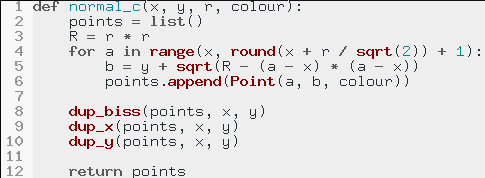 1 def normal_c(x, y, r, colour):
2     points = list()
3     R = r * r
4     for a in range(x, round(x + r / sqrt(2)) + 1):
5         b = y + sqrt(R - (a - x) * (a - x))
6         points.append(Point(a, b, colour))
7
8     dup_biss(points, x, y)
9     dup_x(points, x, y)
10     dup_y(points, x, y)
11
12     return points